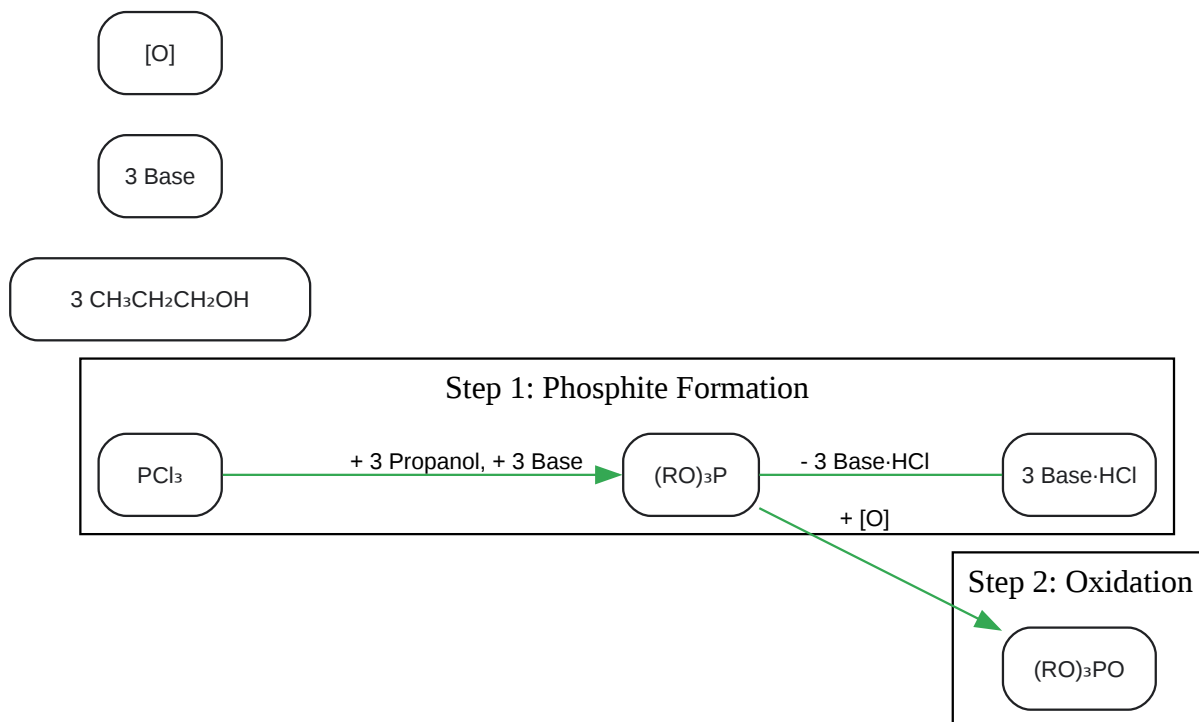 [O]
3 Base
3 CH₃CH₂CH₂OH
Step 1: Phosphite Formation
PCl₃
+ 3 Propanol, + 3 Base
(RO)₃P
- 3 Base·HCl
3 Base·HCl
+ [O]
Step 2: Oxidation
(RO)₃PO